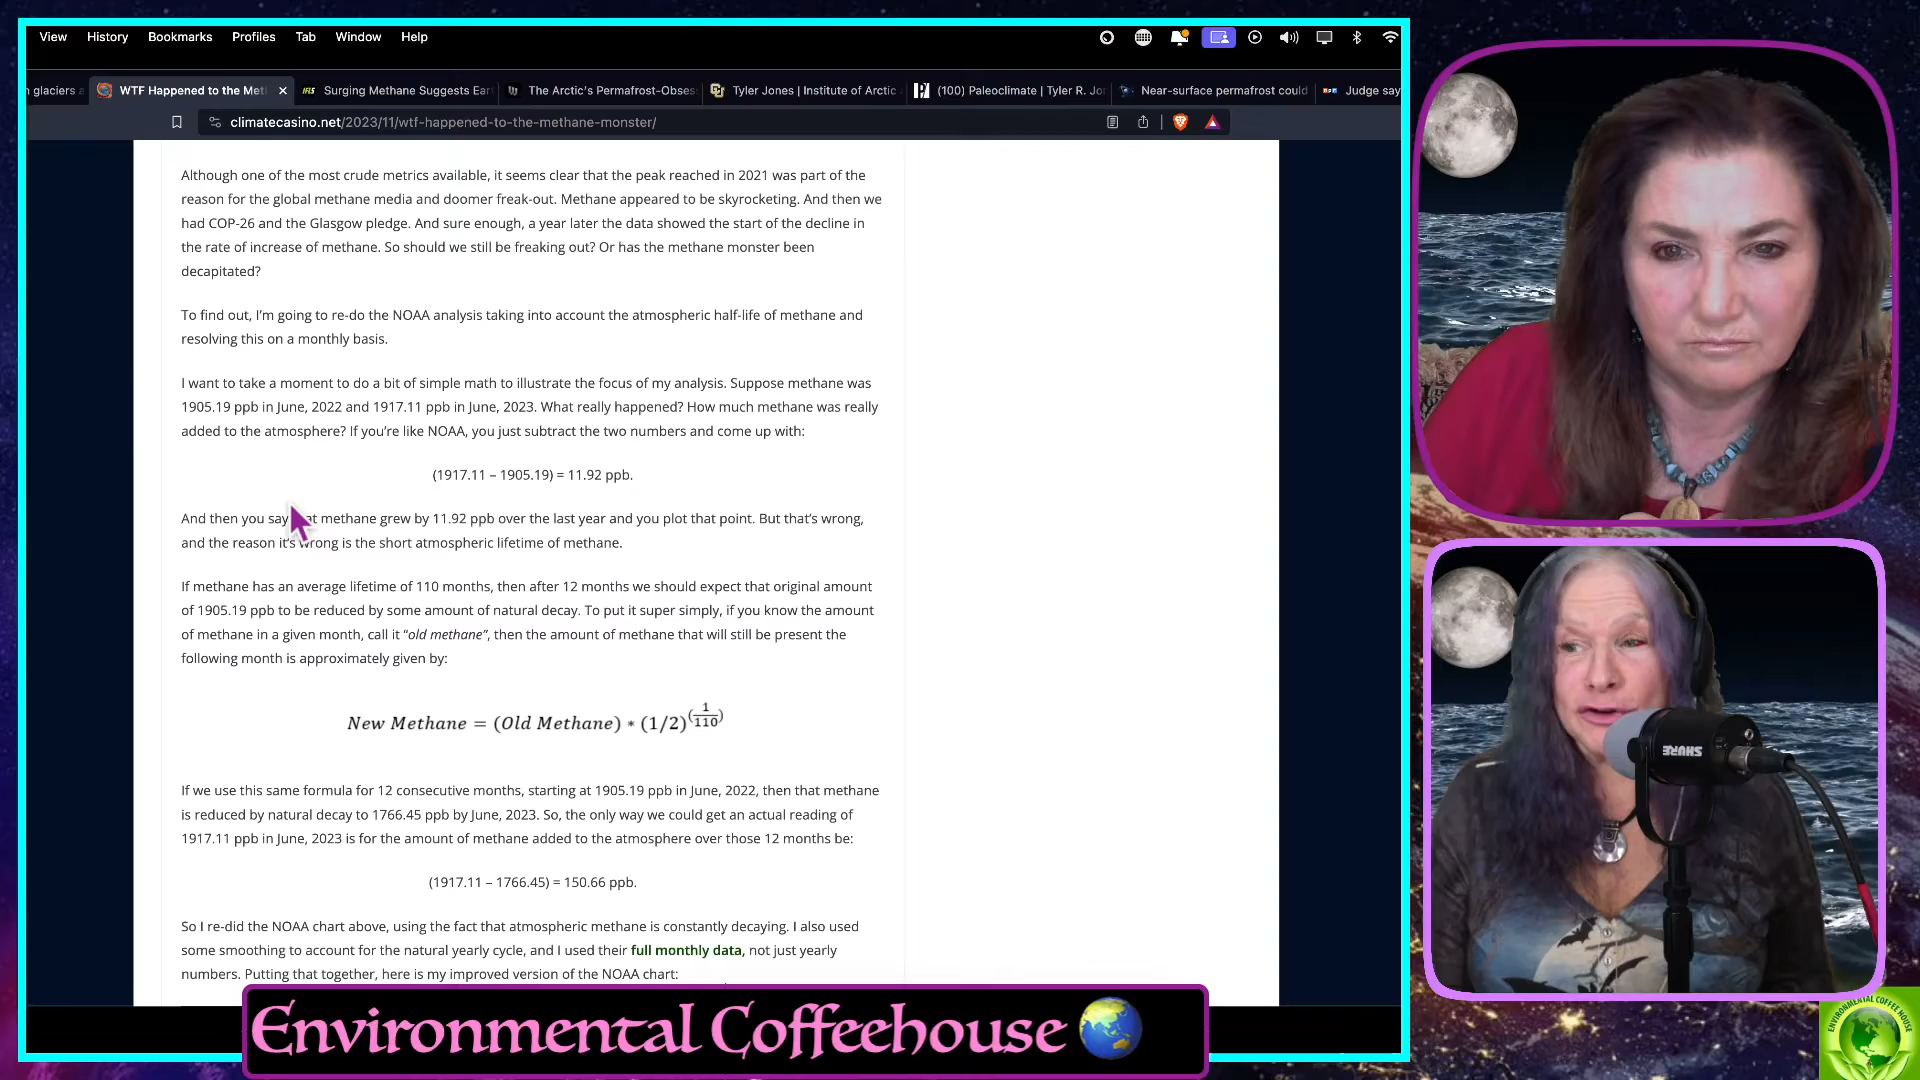 View History Bookmarks Profiles Tab Window Help
n glaciers a WTF Happened to the Met Surging Methane Suggests Ear The Arctic's Permafrost-Obses Tyler Jones | Institute of Arctic (100) Paleoclimate | Tyler R. Jo Near-surface permafrost could Judge say
climatecasino.net/2023/11/wtf-happened-to-the-methane-monster/
Although one of the most crude metrics available, it seems clear that the peak reached in 2021 was part of the
reason for the global methane media and doomer freak-out. Methane appeared to be skyrocketing. And then we
had COP-26 and the Glasgow pledge. And sure enough, a year later the data showed the start of the decline in
the rate of increase of methane. So should we still be freaking out? Or has the methane monster been
decapitated?
To find out, I'm going to re-do the NOAA analysis taking into account the atmospheric half-life of methane and
resolving this on a monthly basis.
I want to take a moment to do a bit of simple math to illustrate the focus of my analysis. Suppose methane was
1905.19 ppb in June, 2022 and 1917.11 ppb in June, 2023. What really happened? How much methane was really
added to the atmosphere? If you're like NOAA, you just subtract the two numbers and come up with:
(1917.11 – 1905.19) = 11.92 ppb.
And then you say methane grew by 11.92 ppb over the last year and you plot that point. But that's wrong,
and the reason it's wrong is the short atmospheric lifetime of methane.
If methane has an average lifetime of 110 months, then after 12 months we should expect that original amount
of 1905.19 ppb to be reduced by some amount of natural decay. To put it super simply, if you know the amount
of methane in a given month, call it “old methane”, then the amount of methane that will still be present the
following month is approximately given by:
New Methane = (Old Methane) * (1/2)^(1/110)
If we use this same formula for 12 consecutive months, starting at 1905.19 ppb in June, 2022, then that methane
is reduced by natural decay to 1766.45 ppb by June, 2023. So, the only way we could get an actual reading of
1917.11 ppb in June, 2023 is for the amount of methane added to the atmosphere over those 12 months be:
(1917.11 – 1766.45) = 150.66 ppb.
So I re-did the NOAA chart above, using the fact that atmospheric methane is constantly decaying. I also used
some smoothing to account for the natural yearly cycle, and I used their full monthly data, not just yearly
numbers. Putting that together, here is my improved version of the NOAA chart:
SHURE
Environmental Coffeehouse
ENVIRONMENTAL COFFEE HOUSE